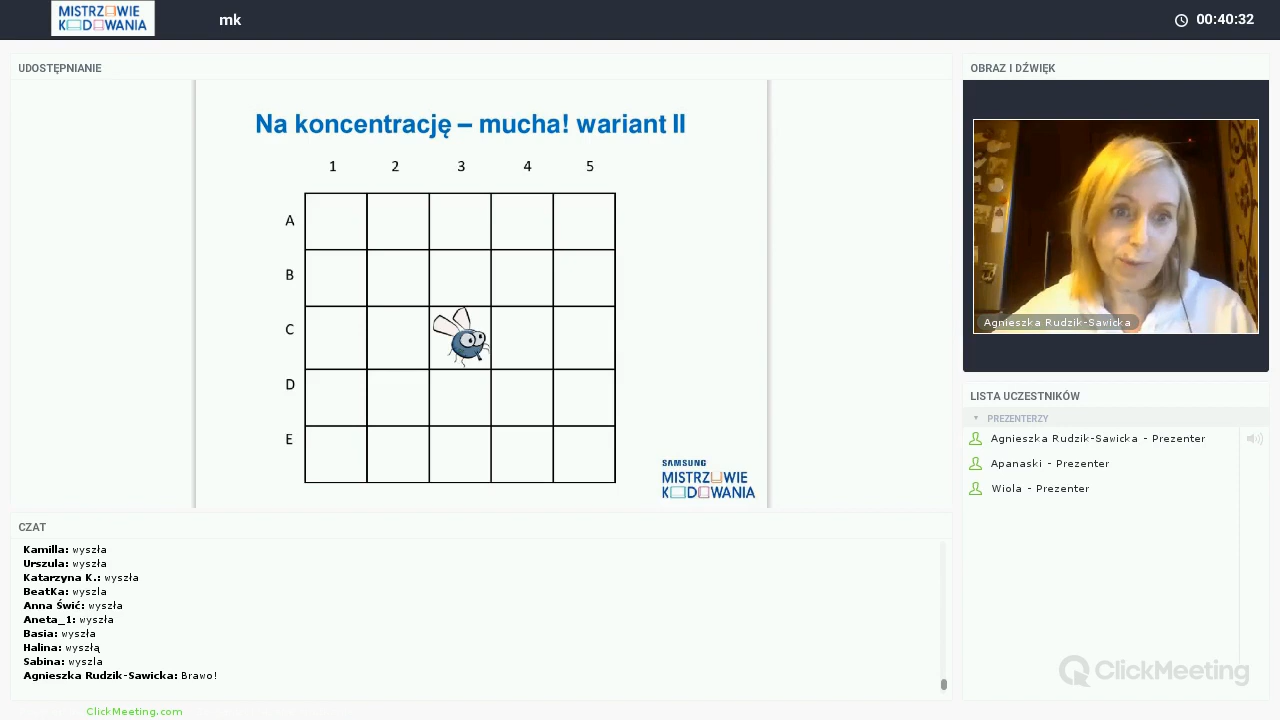 MISTRZOWIE
KODOWANIA
mk
00:40:32
UDOSTĘPNIANIE
Na koncentrację – mucha! wariant II
1 2 3 4 5
A
B
C
D
E
SAMSUNG
MISTRZOWIE
KODOWANIA
OBRAZ I DŹWIĘK
Agnieszka Rudzik-Sawicka
LISTA UCZESTNIKÓW
PREZENTERZY
Agnieszka Rudzik-Sawicka - Prezenter
Apanaski - Prezenter
Wiola - Prezenter
CZAT
Kamilla: wyszła
Urszula: wyszła
Katarzyna K.: wyszła
BeatKa: wyszla
Anna Świć: wyszła
Aneta_1: wyszła
Basia: wyszła
Halina: wyszłą
Sabina: wyszla
Agnieszka Rudzik-Sawicka: Brawo!
ClickMeeting
ClickMeeting.com